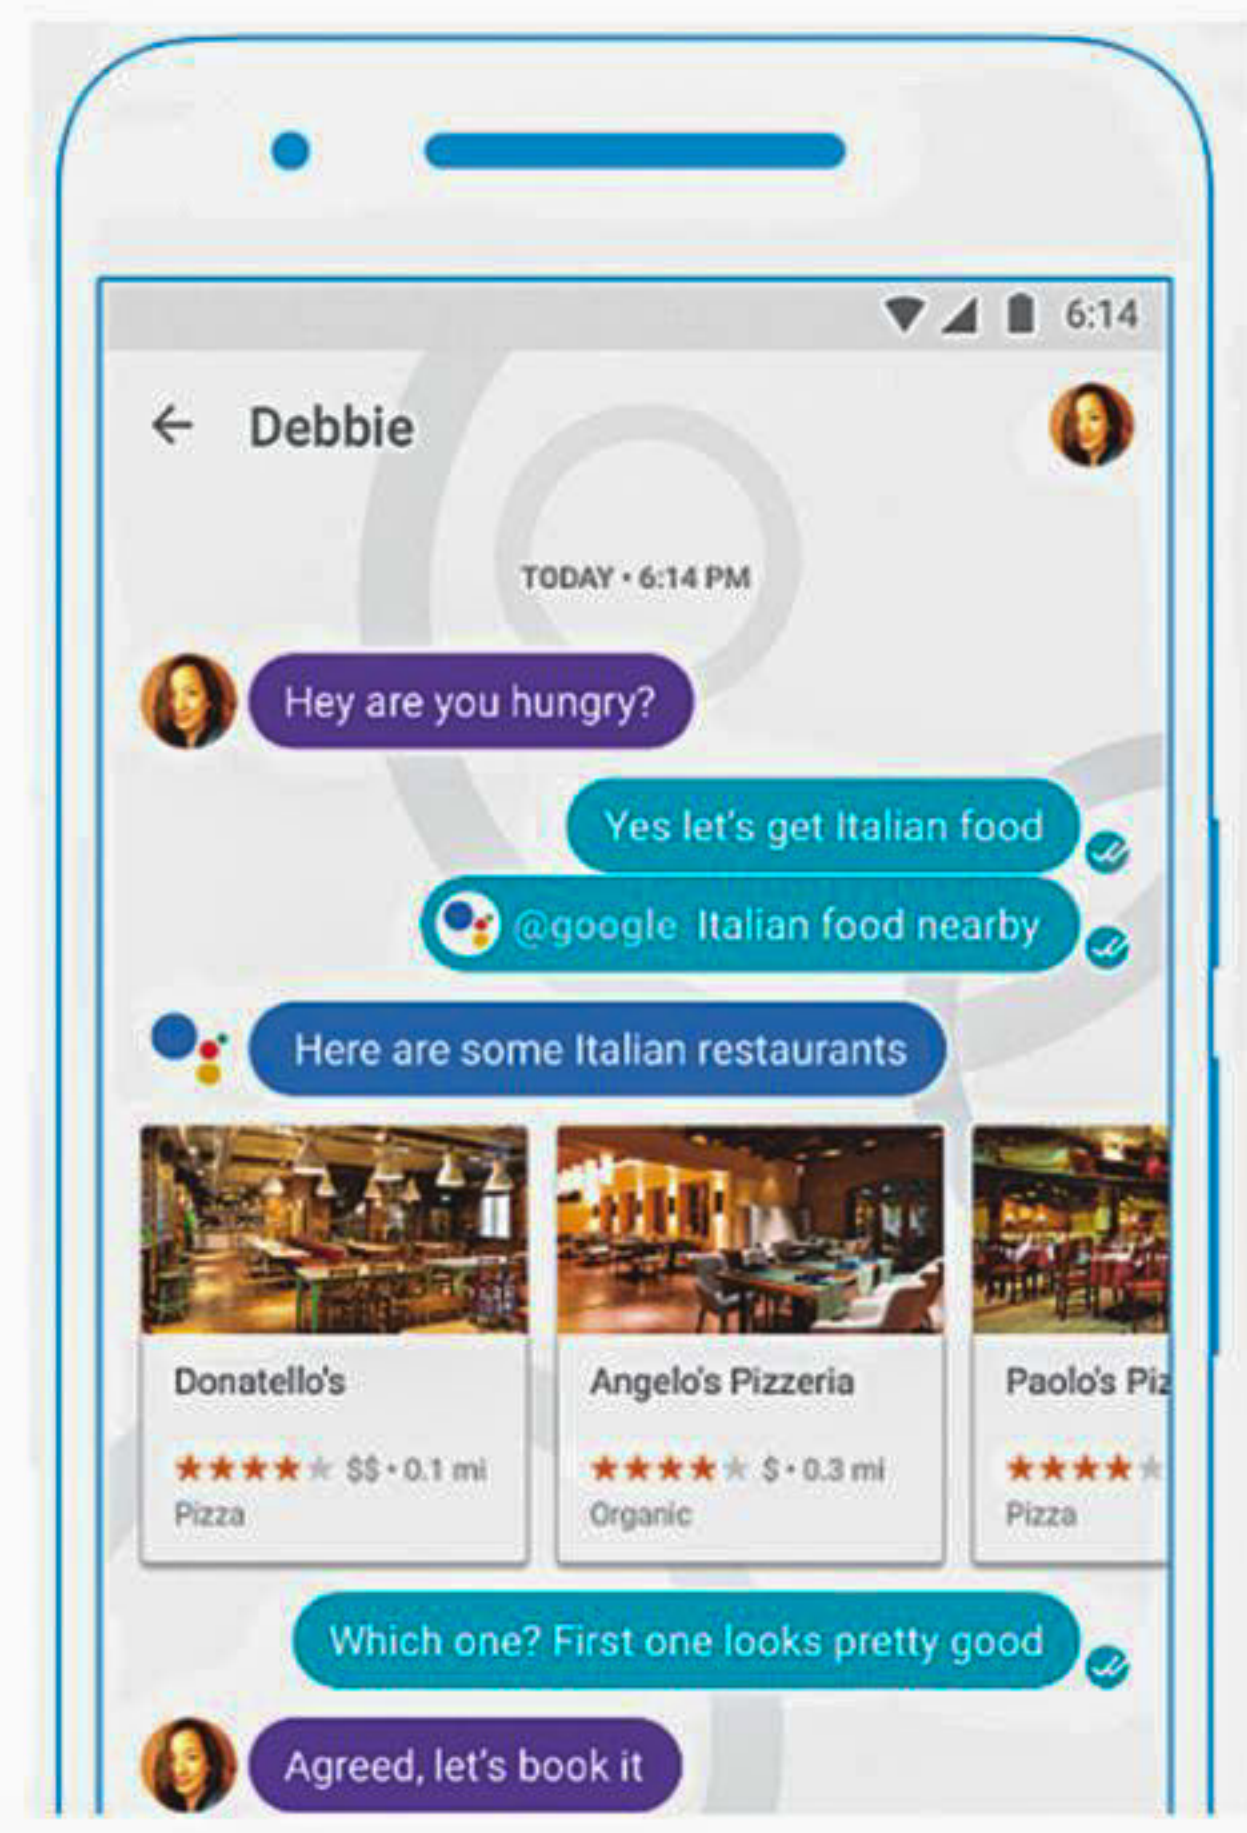 6:14
Debbie
TODAY • 6:14 PM
Hey are you hungry?
Yes let's get Italian food
@google Italian food nearby
Here are some Italian restaurants
Donatello's
$$ • 0.1 mi
Pizza
Angelo's Pizzeria
$ • 0.3 mi
Organic
Paolo's Piz
Pizza
Which one? First one looks pretty good
Agreed, let's book it